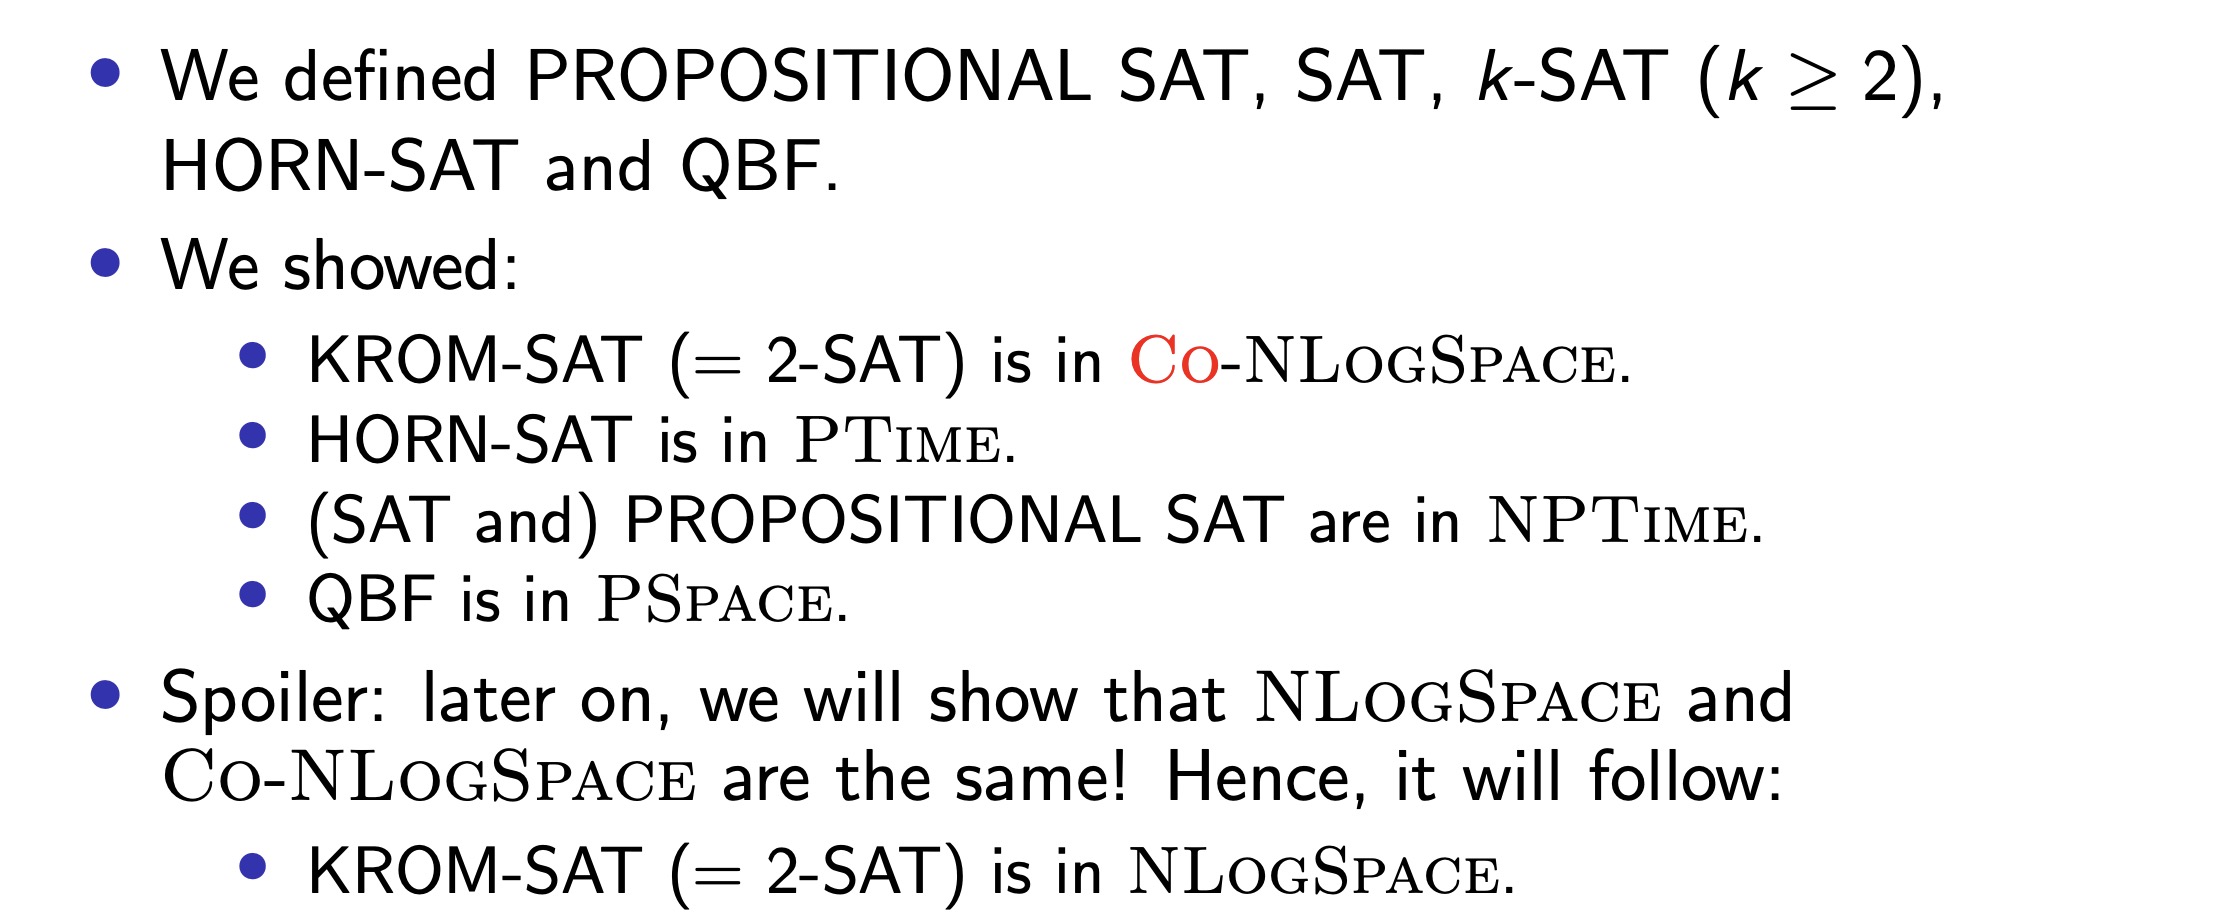 • We defined PROPOSITIONAL SAT, SAT, k-SAT (k ≥ 2),
HORN-SAT and QBF.
• We showed:
• KROM-SAT (= 2-SAT) is in Co-NLogSpace.
• HORN-SAT is in PTime.
• (SAT and) PROPOSITIONAL SAT are in NPTime.
• QBF is in PSpace.
• Spoiler: later on, we will show that NLogSpace and
Co-NLogSpace are the same! Hence, it will follow:
• KROM-SAT (= 2-SAT) is in NLogSpace.